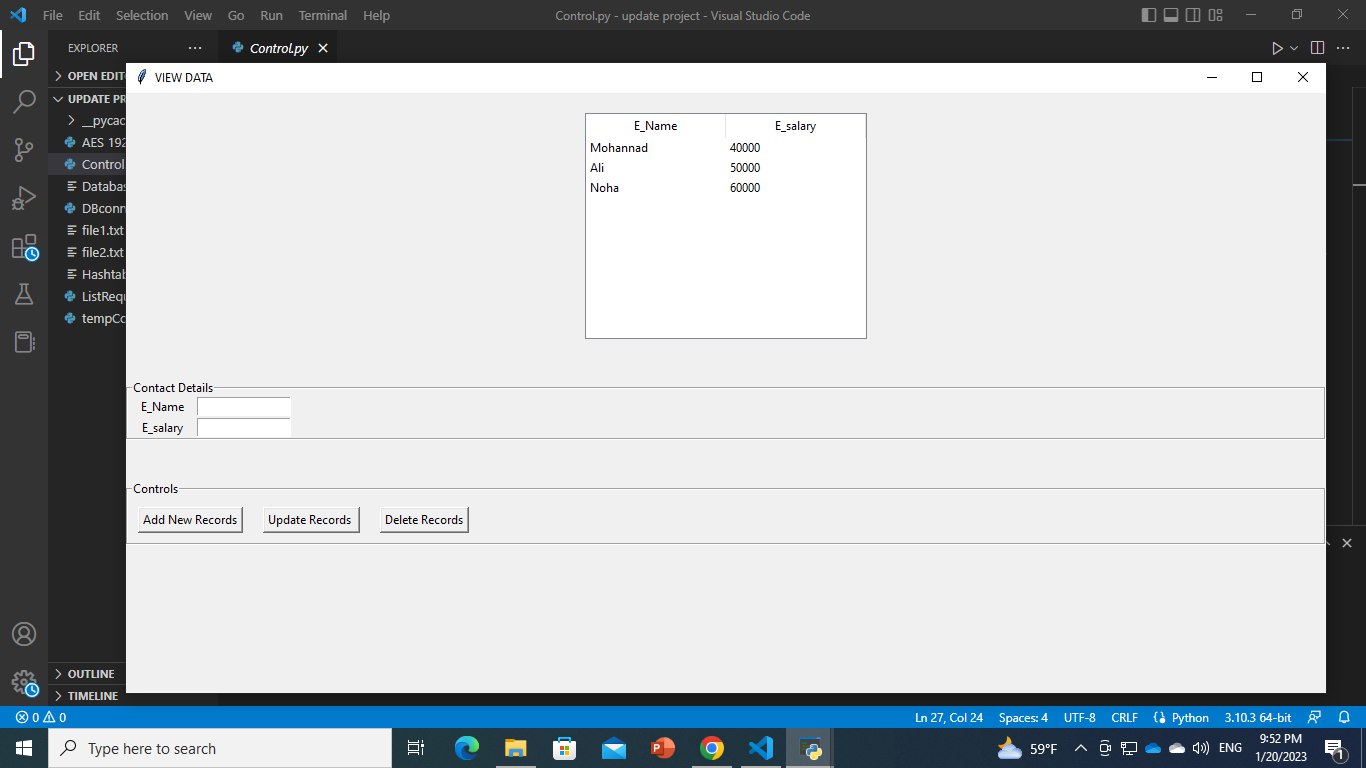 File Edit Selection View Go Run Terminal Help Control.py - update project - Visual Studio Code
EXPLORER Control.py
OPEN EDIT
VIEW DATA
UPDATE PR
__pycac
AES 192
Control
Databas
DBconn
file1.txt
file2.txt
Hashtab
ListRequ
tempCo
E_Name E_salary
Mohannad 40000
Ali 50000
Noha 60000
Contact Details
E_Name
E_salary
Controls
Add New Records Update Records Delete Records
OUTLINE
TIMELINE
0 0 Ln 27, Col 24 Spaces: 4 UTF-8 CRLF Python 3.10.3 64-bit
Type here to search 59°F ENG 9:52 PM
1/20/2023 1